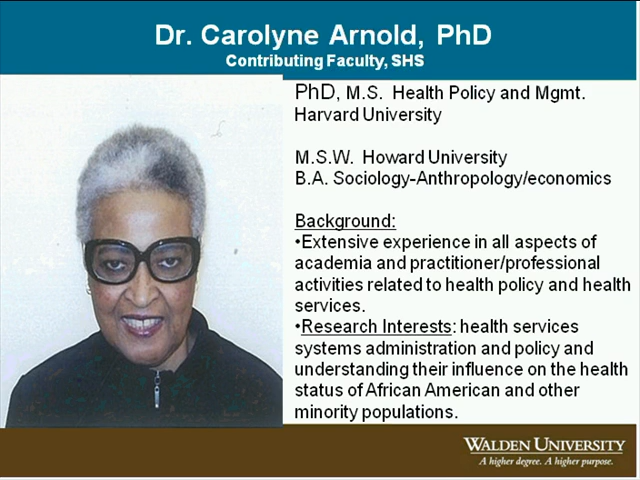 Dr. Carolyne Arnold, PhD
Contributing Faculty, SHS
PhD, M.S. Health Policy and Mgmt.
Harvard University
M.S.W. Howard University
B.A. Sociology-Anthropology/economics
Background:
•Extensive experience in all aspects of
academia and practitioner/professional
activities related to health policy and health
services.
•Research Interests: health services
systems administration and policy and
understanding their influence on the health
status of African American and other
minority populations.
WALDEN UNIVERSITY
A higher degree. A higher purpose.